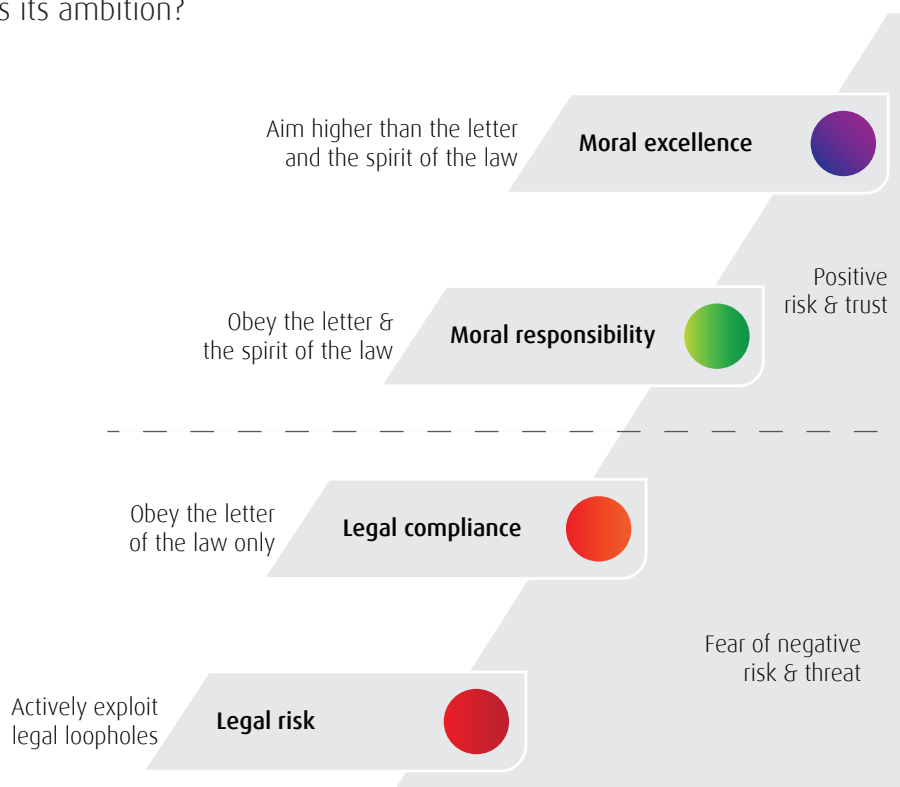 s its ambition?
Aim higher than the letter
and the spirit of the law
Moral excellence
Positive
risk & trust
Obey the letter &
the spirit of the law
Moral responsibility
Obey the letter
of the law only
Legal compliance
Fear of negative
risk & threat
Actively exploit
legal loopholes
Legal risk